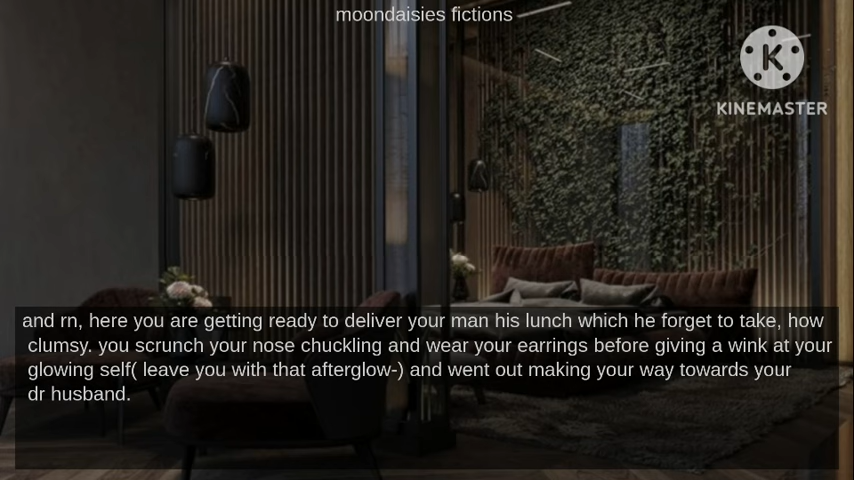 moondaisies fictions
KINEMASTER
and rn, here you are getting ready to deliver your man his lunch which he forget to take, how
clumsy. you scrunch your nose chuckling and wear your earrings before giving a wink at your
glowing self( leave you with that afterglow-) and went out making your way towards your
dr husband.